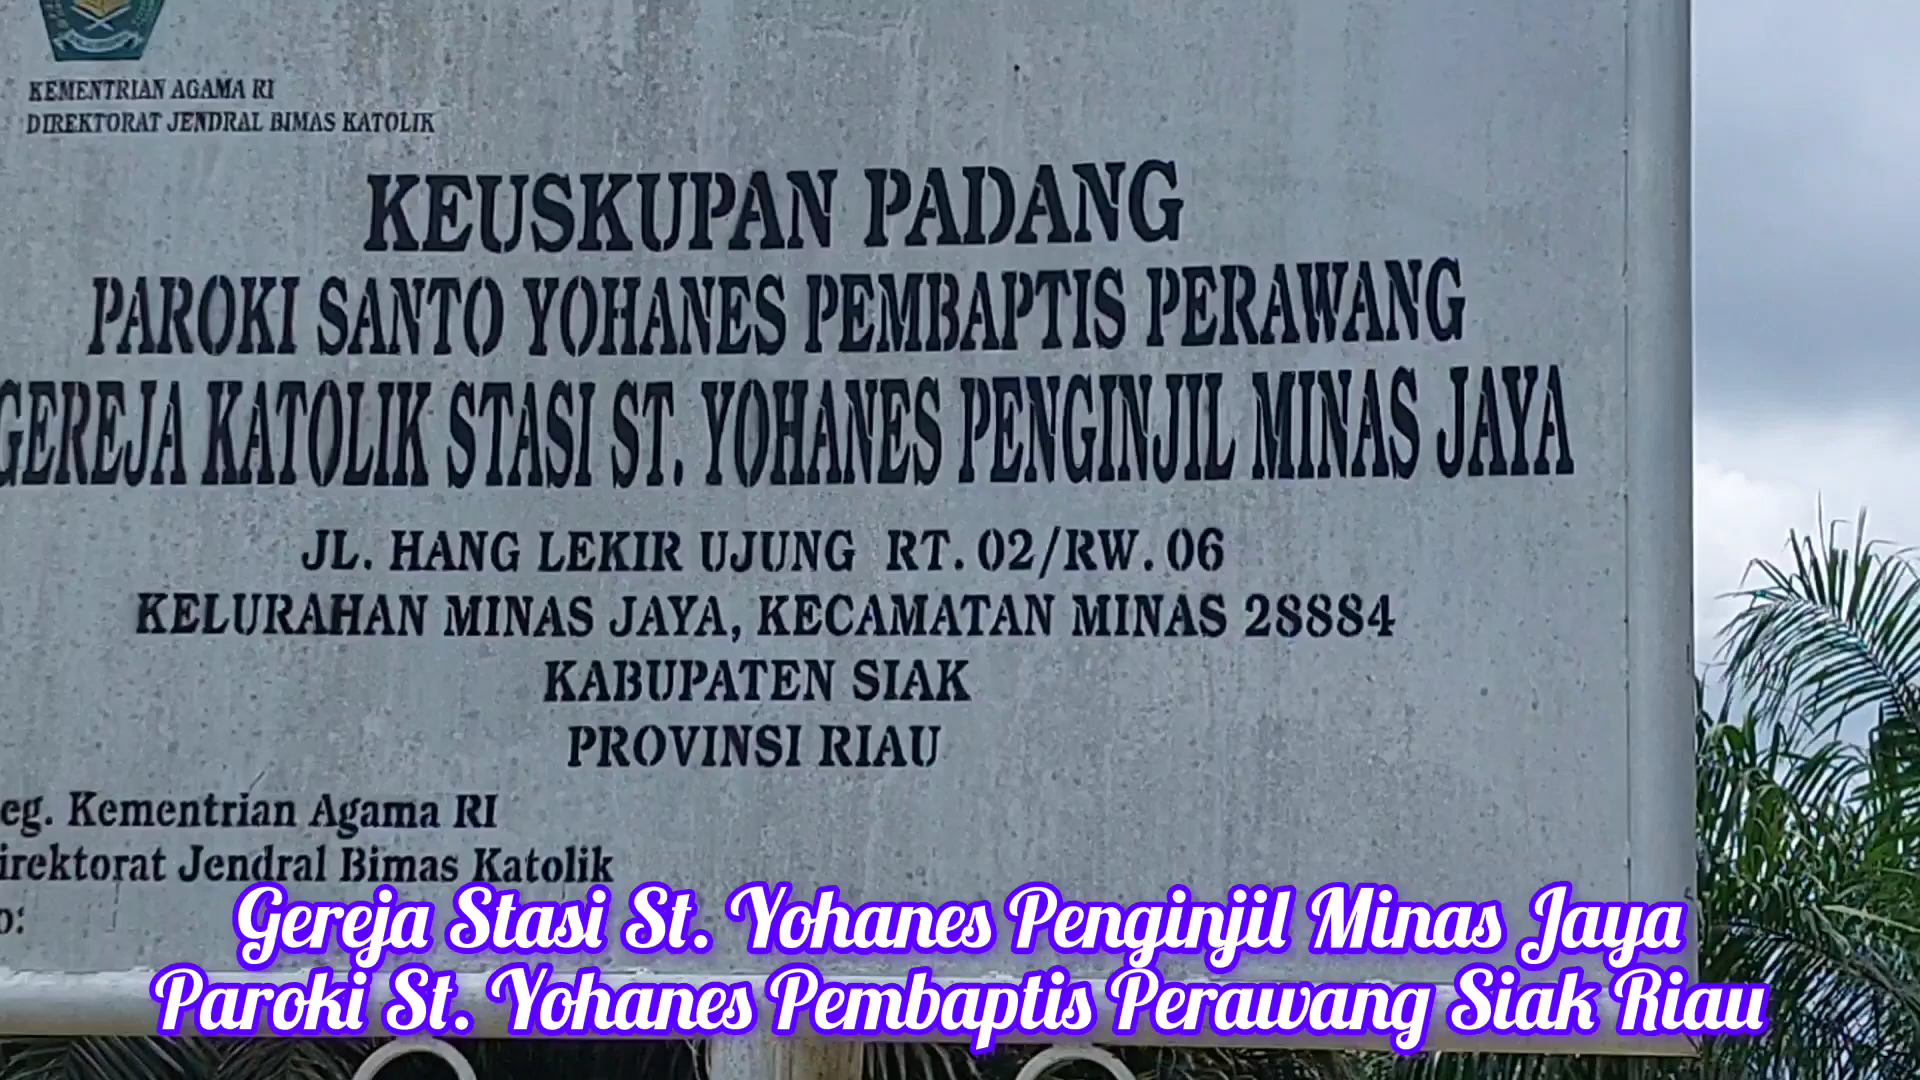 KEMENTRIAN AGAMA RI
DIREKTORAT JENDRAL BIMAS KATOLIK
KEUSKUPAN PADANG
PAROKI SANTO YOHANES PEMBAPTIS PERAWANG
GEREJA KATOLIK STASI ST. YOHANES PENGINJIL MINAS JAYA
JL. HANG LEKIR UJUNG RT. 02/RW. 06
KELURAHAN MINAS JAYA, KECAMATAN MINAS 28884
KABUPATEN SIAK
PROVINSI RIAU
eg. Kementrian Agama RI
irektorat Jendral Bimas Katolik
o:
Gereja Stasi St. Yohanes Penginjil Minas Jaya
Paroki St. Yohanes Pembaptis Perawang Siak Riau